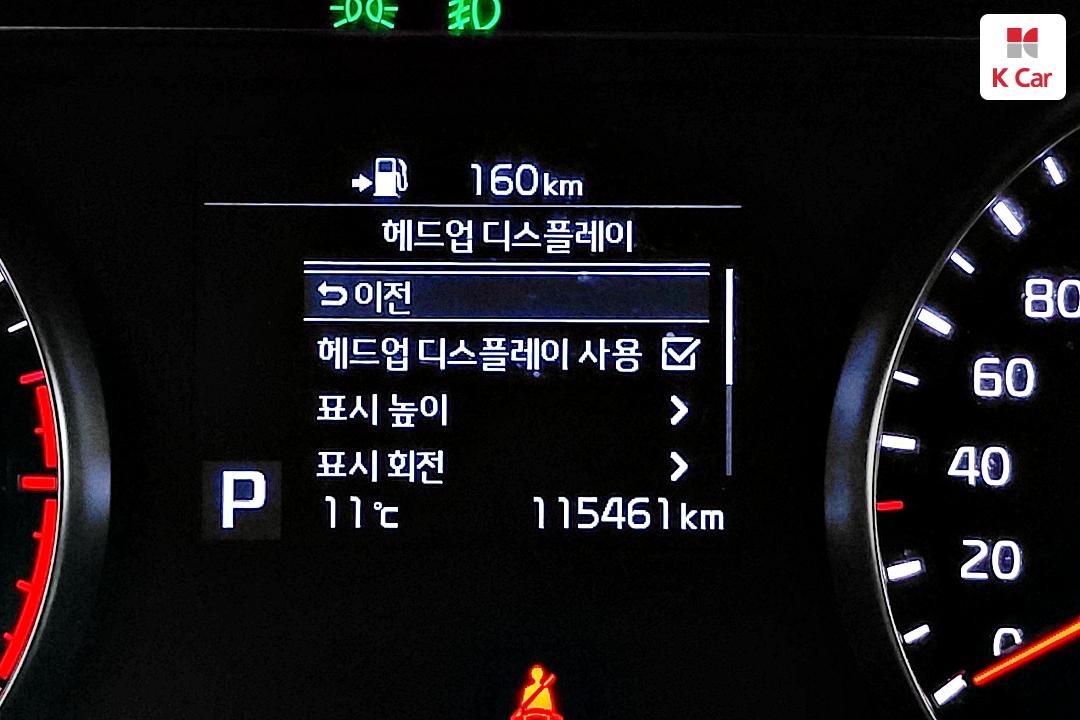 K Car
160km
헤드업 디스플레이
이전
헤드업 디스플레이 사용
표시 높이
표시 회전
P
11℃ 115461km
80
60
40
20
0